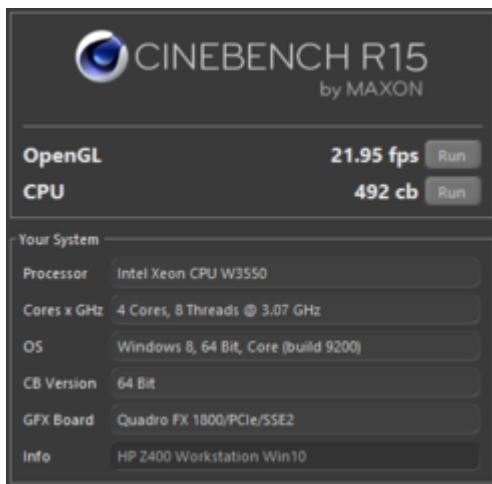 CINEBENCH R15
by MAXON
OpenGL 21.95 fps Run
CPU 492 cb Run
Your System
Processor Intel Xeon CPU W3550
Cores x GHz 4 Cores, 8 Threads @ 3.07 GHz
OS Windows 8, 64 Bit, Core (build 9200)
CB Version 64 Bit
GFX Board Quadro FX 1800/PCIe/SSE2
Info HP Z400 Workstation Win10